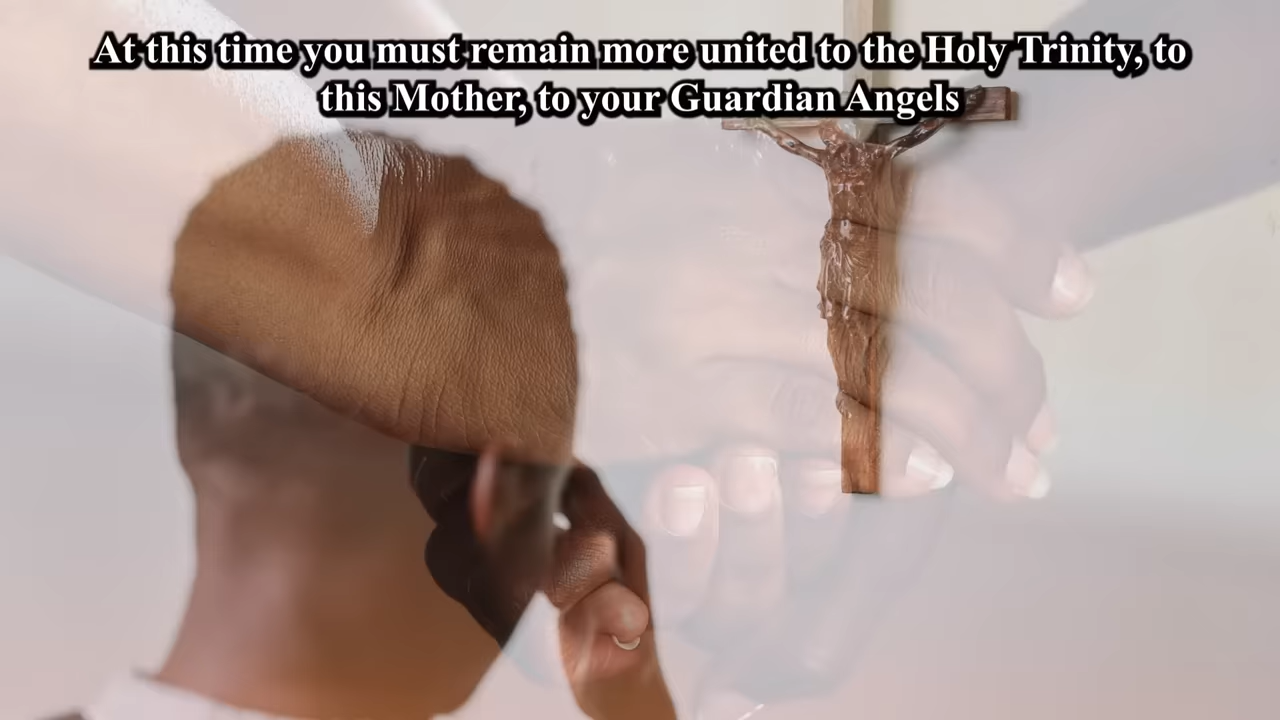 At this time you must remain more united to the Holy Trinity, to
this Mother, to your Guardian Angels